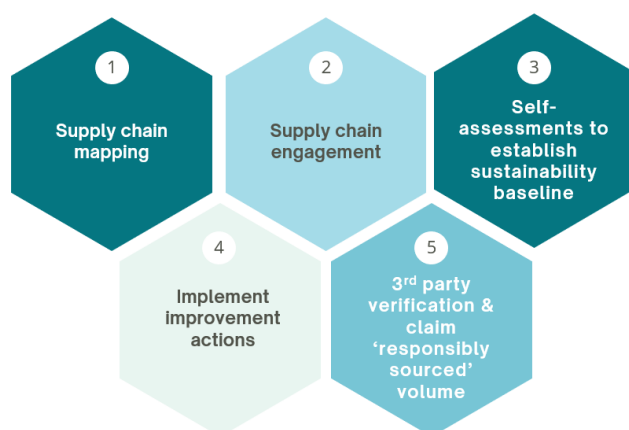 1
Supply chain
mapping
2
Supply chain
engagement
3
Self-
assessments to
establish
sustainability
baseline
4
Implement
improvement
actions
5
3rd party
verification &
claim
‘responsibly
sourced’
volume